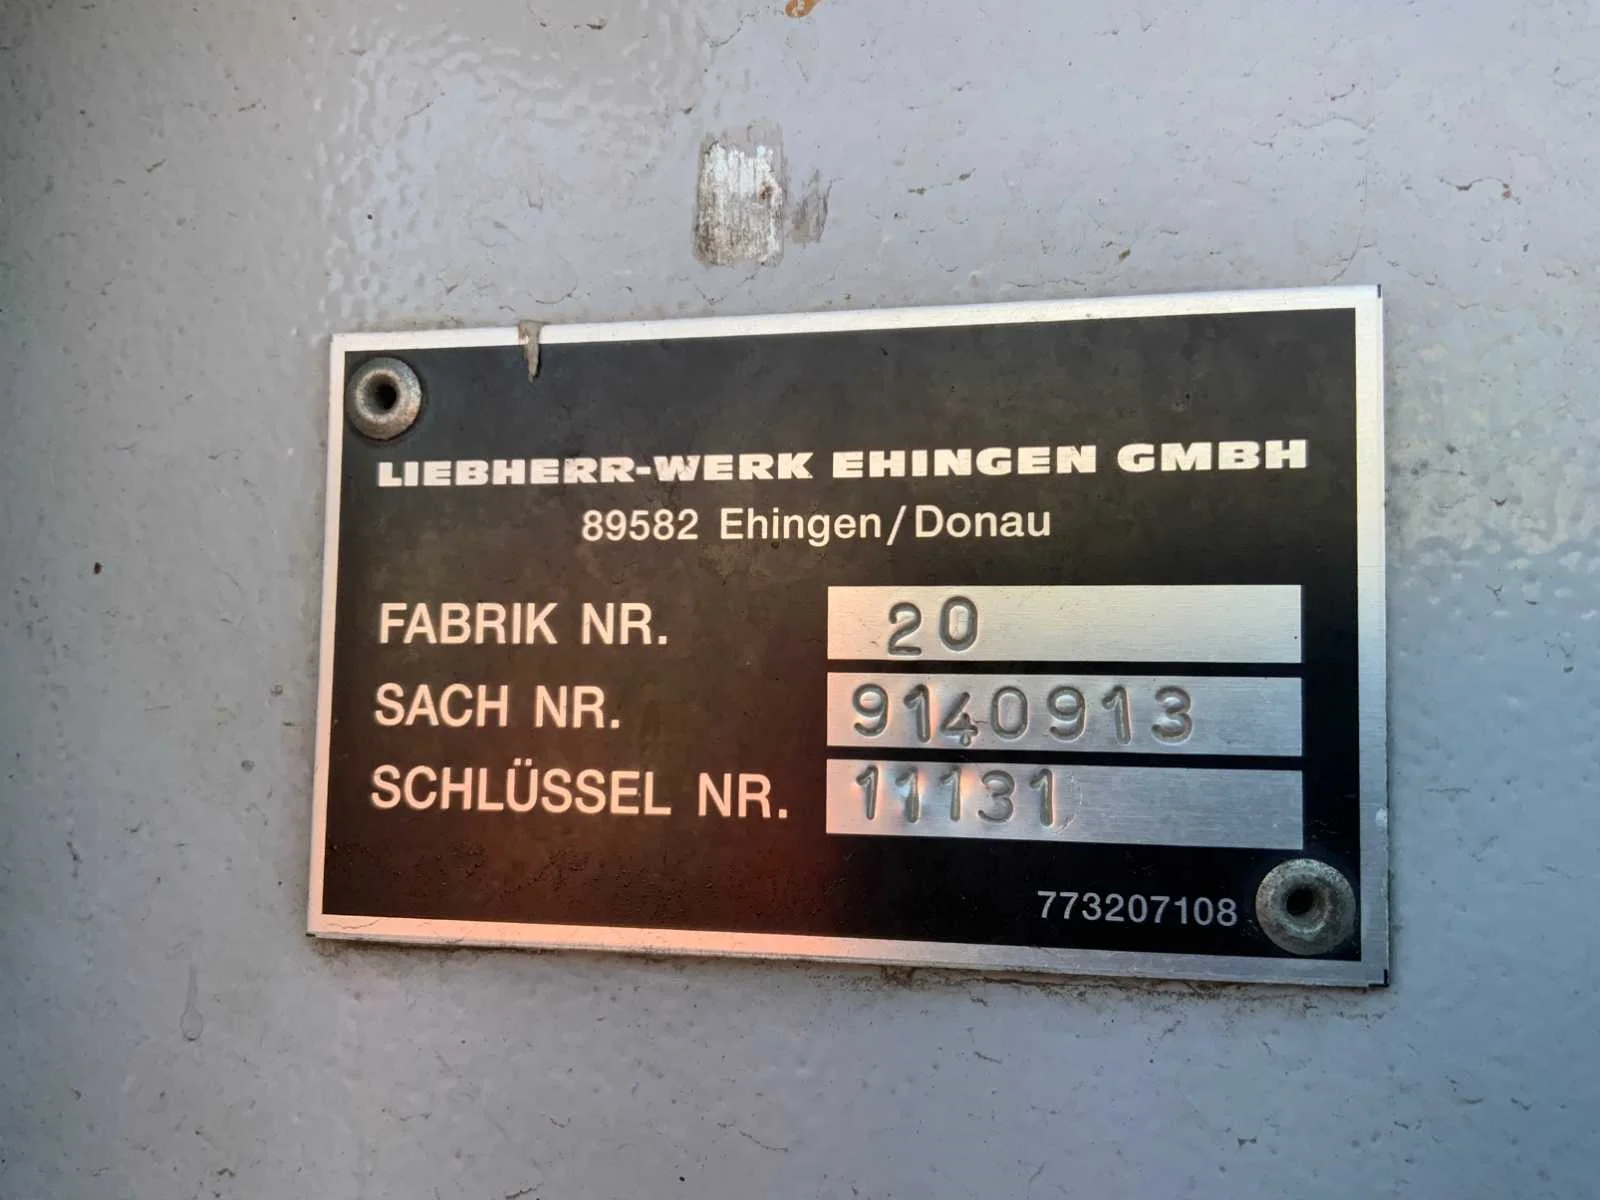 LIEBHERR-WERK EHINGEN GMBH
89582 Ehingen/Donau
FABRIK NR. 20
SACH NR. 9140913
SCHLÜSSEL NR. 11131
773207108